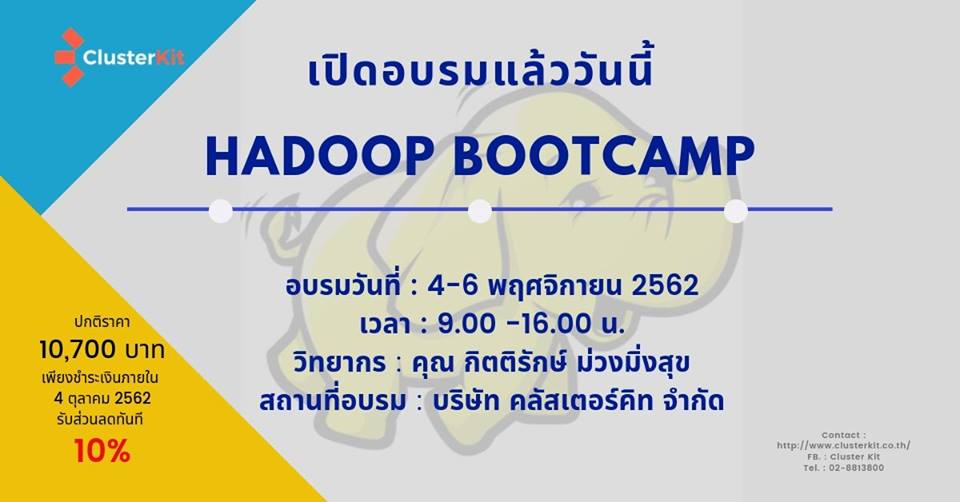 ClusterKit
เปิดอบรมแล้ววันนี้
HADOOP BOOTCAMP
อบรมวันที่ : 4-6 พฤศจิกายน 2562
เวลา : 9.00 -16.00 น.
วิทยากร : คุณ กิตติรักษ์ ม่วงมิ่งสุข
สถานที่อบรม : บริษัท คลัสเตอร์คิท จำกัด
ปกติราคา
10,700 บาท
เพียงชำระเงินภายใน
4 ตุลาคม 2562
รับส่วนลดทันที
10%
Contact :
http://www.clusterkit.co.th/
FB. : Cluster Kit
Tel. : 02-8813800